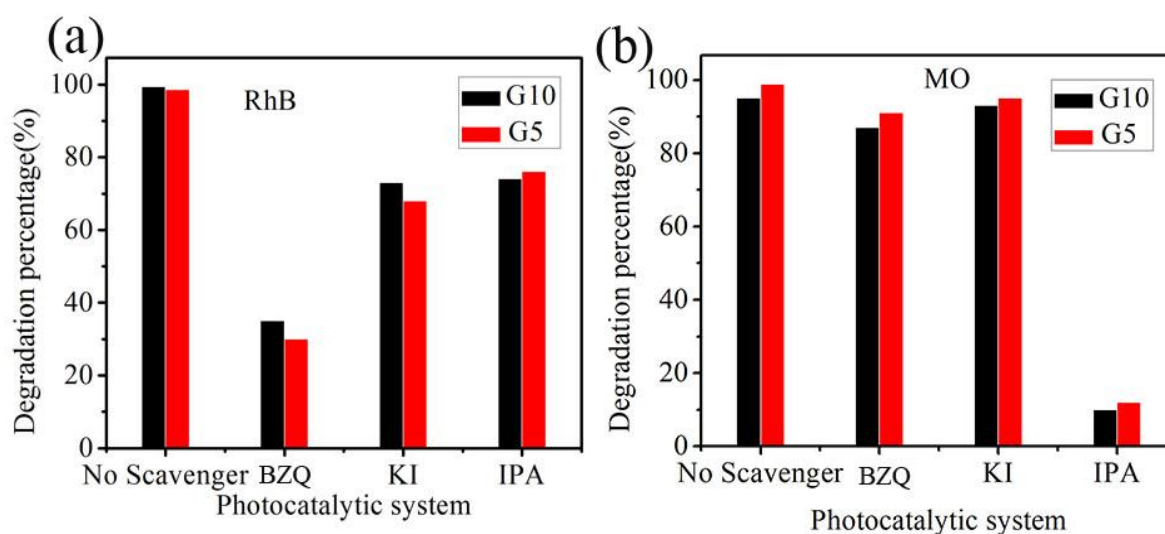 (a)
Degradation percentage(%)
100
80
60
40
20
0
RhB
G10
G5
No Scavenger BZQ KI IPA
Photocatalytic system
(b)
Degradation percentage(%)
100
80
60
40
20
0
MO
G10
G5
No Scavenger BZQ KI IPA
Photocatalytic system